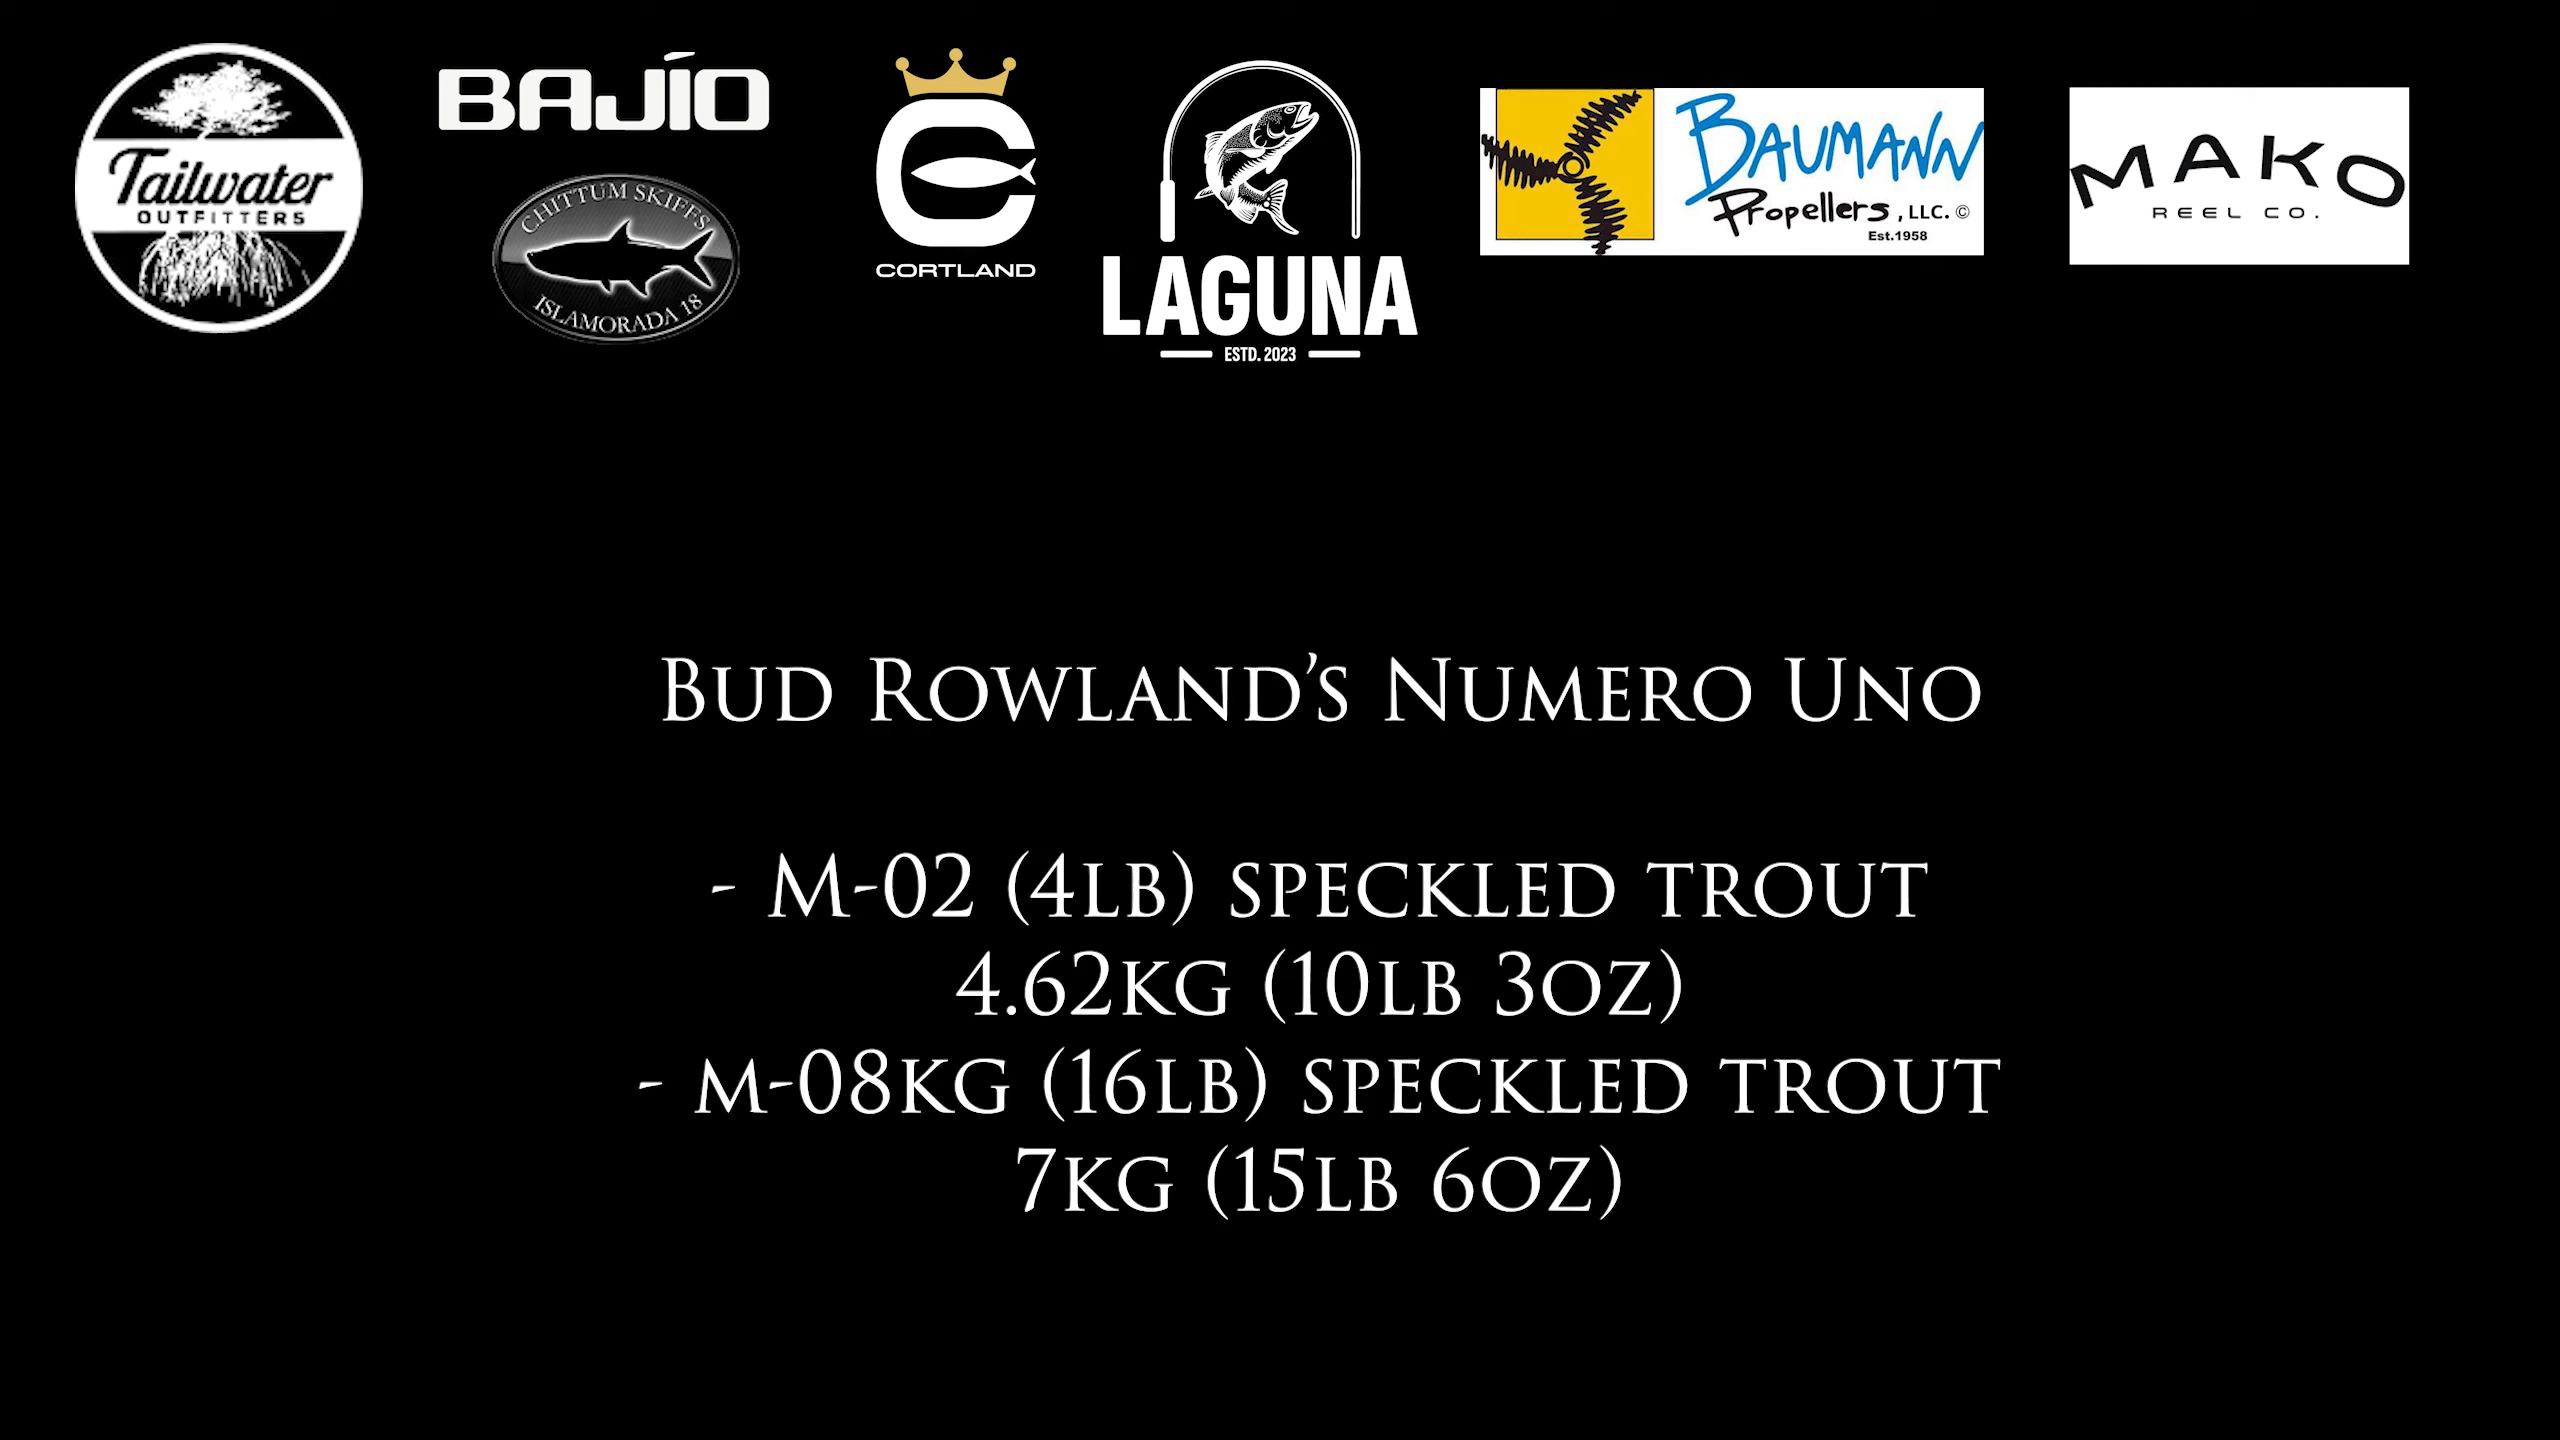 Tailwater
OUTFITTERS
BAJÍO
CHITTUM SKIFFS
ISLAMORADA 18
CORTLAND
LAGUNA
ESTD. 2023
BAUMANN
Propellers, LLC. ©
Est.1958
MAKO
REEL CO.
Bud Rowland's Numero Uno
- M-02 (4lb) speckled trout
4.62kg (10lb 3oz)
- m-08kg (16lb) speckled trout
7kg (15lb 6oz)